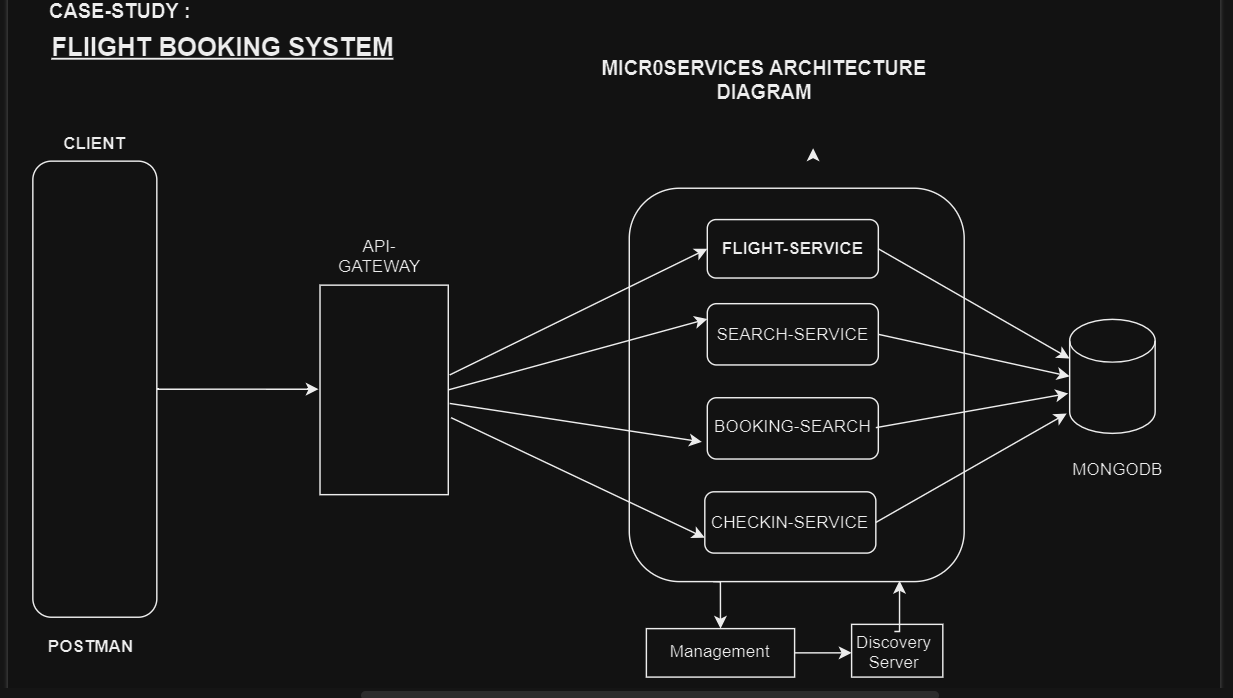 CASE-STUDY :
FLIIGHT BOOKING SYSTEM
MICR0SERVICES ARCHITECTURE
DIAGRAM
CLIENT
API-
GATEWAY
FLIGHT-SERVICE
SEARCH-SERVICE
BOOKING-SEARCH
CHECKIN-SERVICE
MONGODB
POSTMAN
Management
Discovery
Server